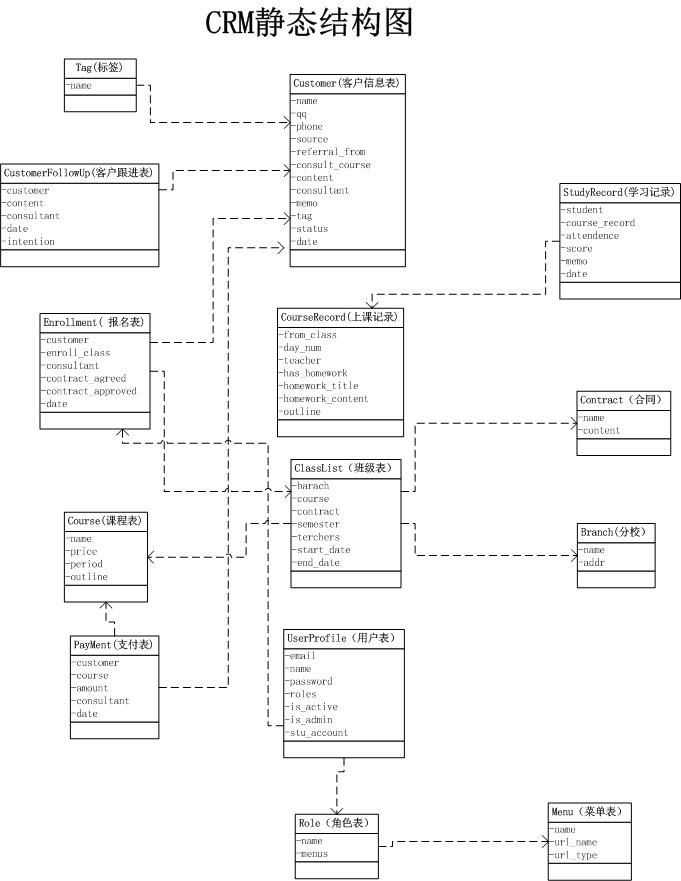 CRM静态结构图
Tag(标签)
-name
Customer(客户信息表)
-name
-qq
-phone
-source
-referral_from
-consult_course
-content
-consultant
-memo
-tag
-status
-date
CustomerFollowUp(客户跟进表)
-customer
-content
-consultant
-date
-intention
StudyRecord(学习记录)
-student
-course_record
-attendence
-score
-memo
-date
Enrollment( 报名表)
-customer
-enroll_class
-consultant
-contract_agreed
-contract_approved
-date
CourseRecord(上课记录)
-from_class
-day_num
-teacher
-has_homework
-homework_title
-homework_content
-outline
Contract（合同）
-name
-content
ClassList（班级表）
-barach
-course
-contract
-semester
-terchers
-start_date
-end_date
Course(课程表)
-name
-price
-period
-outline
Branch(分校）
-name
-addr
PayMent(支付表)
-customer
-course
-amount
-consultant
-date
UserProfile（用户表）
-email
-name
-password
-roles
-is_active
-is_admin
-stu_account
Role（角色表）
-name
-menus
Menu（菜单表）
-name
-url_name
-url_type